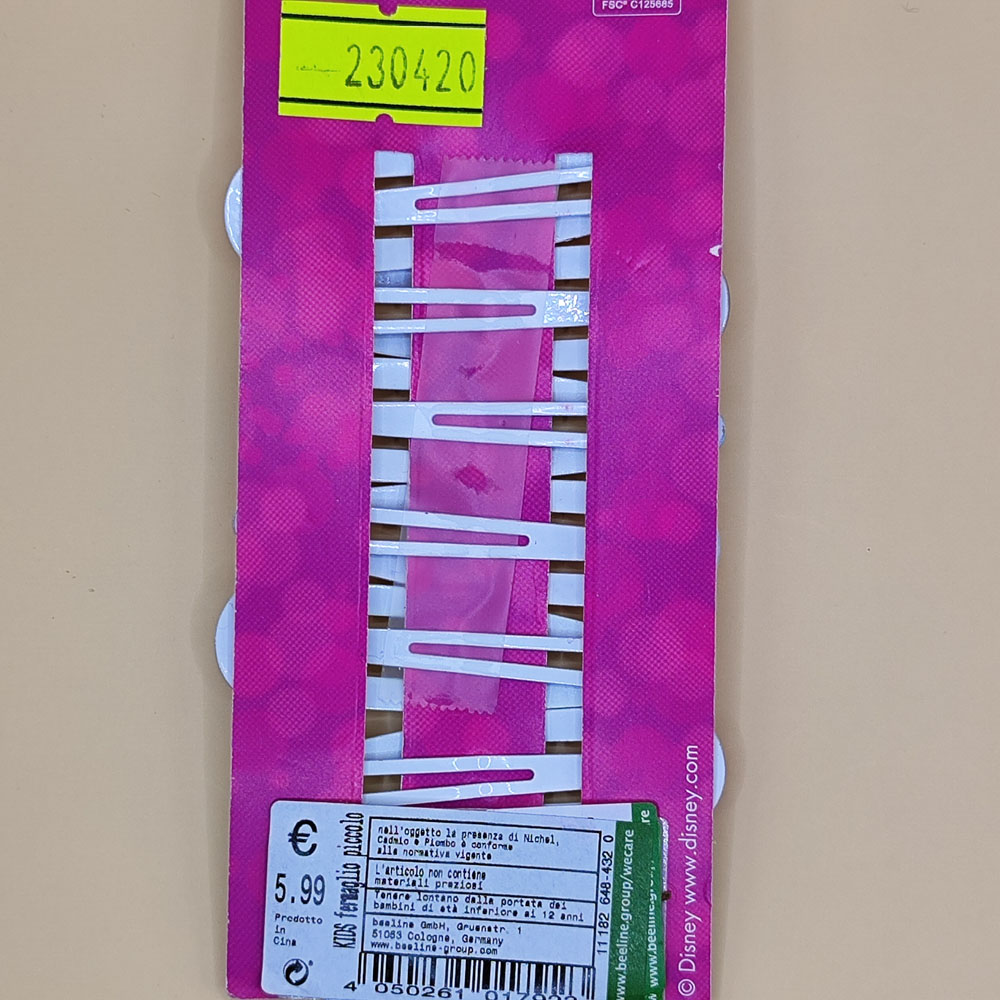 FSC® C125685
230420
€
5.99
Prodotto
in
Cina
KIDS fermaglio piccolo
nell'oggetto la presenza di Nichel,
Cadmio e Piombo è conforme
alla normativa vigente
L'articolo non contiene
materiali preziosi
Tenere lontano dalla portata dei
bambini di età inferiore ai 12 anni
beeline GmbH, Gruenstr. 1
51063 Cologne, Germany
www.beeline-group.com
11182 648-432 0
4 050261
www.beeline.group/wecare
© Disney www.disney.com